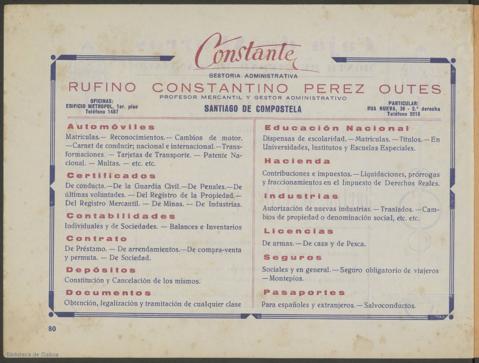 Constante
GESTORIA ADMINISTRATIVA
RUFINO CONSTANTINO PEREZ OUTES
PROFESOR MERCANTIL Y GESTOR ADMINISTRATIVO
OFICINAS:
EDIFICIO METROPOL, 1er. piso
Teléfono 1487
SANTIAGO DE COMPOSTELA
PARTICULAR:
RUA NUEVA, 36 - 2.º derecha
Teléfono 2218
Automóviles
Matrículas.— Reconocimientos.— Cambios de motor.
—Carnet de conducir; nacional e internacional.—Trans-
formaciones. — Tarjetas de Transporte. — Patente Na-
cional. — Multas. — etc. etc.
Certificados
De conducta.—De la Guardia Civil.—De Penales.—De
últimas voluntades. — Del Registro de la Propiedad.—
Del Registro Mercantil. — De Minas. — De Industrias.
Contabilidades
Individuales y de Sociedades. — Balances e Inventarios
Contrato
De Préstamo. — De arrendamientos.—De compra-venta
y permuta. — De Sociedad.
Depósitos
Constitución y Cancelación de los mismos.
Documentos
Obtención, legalización y tramitación de cualquier clase
Educación Nacional
Dispensas de escolaridad.—Matrículas.—Títulos.— En
Universidades, Institutos y Escuelas Especiales.
Hacienda
Contribuciones e impuestos.—Liquidaciones, prórrogas
y fraccionamientos en el Impuesto de Derechos Reales.
Industrias
Autorización de nuevas industrias.—Traslados.—Cam-
bios de propiedad o denominación social, etc. etc.
Licencias
De armas. — De caza y de Pesca.
Seguros
Sociales y en general.—Seguro obligatorio de viajeros
—Montepíos.
Pasaportes
Para españoles y extranjeros. — Salvoconductos.
80
Biblioteca de Galicia